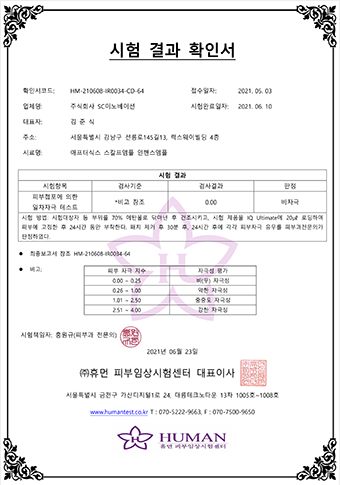 시험 결과 확인서
확인서코드: HM-210608-IR0034-CD-64 접수일자: 2021. 05. 03
업체명: 주식회사 SC이노베이션 시험완료일자: 2021. 06. 10
대표자: 김 준 식
주소: 서울특별시 강남구 선릉로145길13, 럭스웨이빌딩 4층
시료명: 애프터식스 스칼프엠플 인핸스엠플
시험 결과
시험항목 검사기준 검사결과 판정
피부첩포에 의한
일차자극 테스트 *비고 참조 0.00 비자극
시험 방법: 시험대상자 등 부위를 70% 에탄올로 닦아낸 후 건조시키고, 시험 제품을 IQ Ultimate에 20㎕ 로딩하여
피부에 고정한 후 24시간 동안 부착한다. 패치 제거 후 30분 후, 24시간 후에 각각 피부자극 유무를 피부과전문의가
판정하였다.
● 최종보고서 참조 HM-210608-IR0034-CD-64
● 비고:
피부 자극 지수 자극성 평가
0.00 ~ 0.25 비(무) 자극성
0.26 ~ 1.00 약한 자극성
1.01 ~ 2.50 중증도 자극성
2.51 ~ 4.00 강한 자극성
시험책임자: 홍원규(피부과 전문의)
2021년 06월 23일
㈜휴먼 피부임상시험센터 대표이사
서울특별시 금천구 가산디지털1로 24, 대륭테크노타운 13차 1005호~1008호
www.humantest.co.kr T : 070-5222-9663, F : 070-7500-9650
HUMAN
휴먼 피부임상시험센터